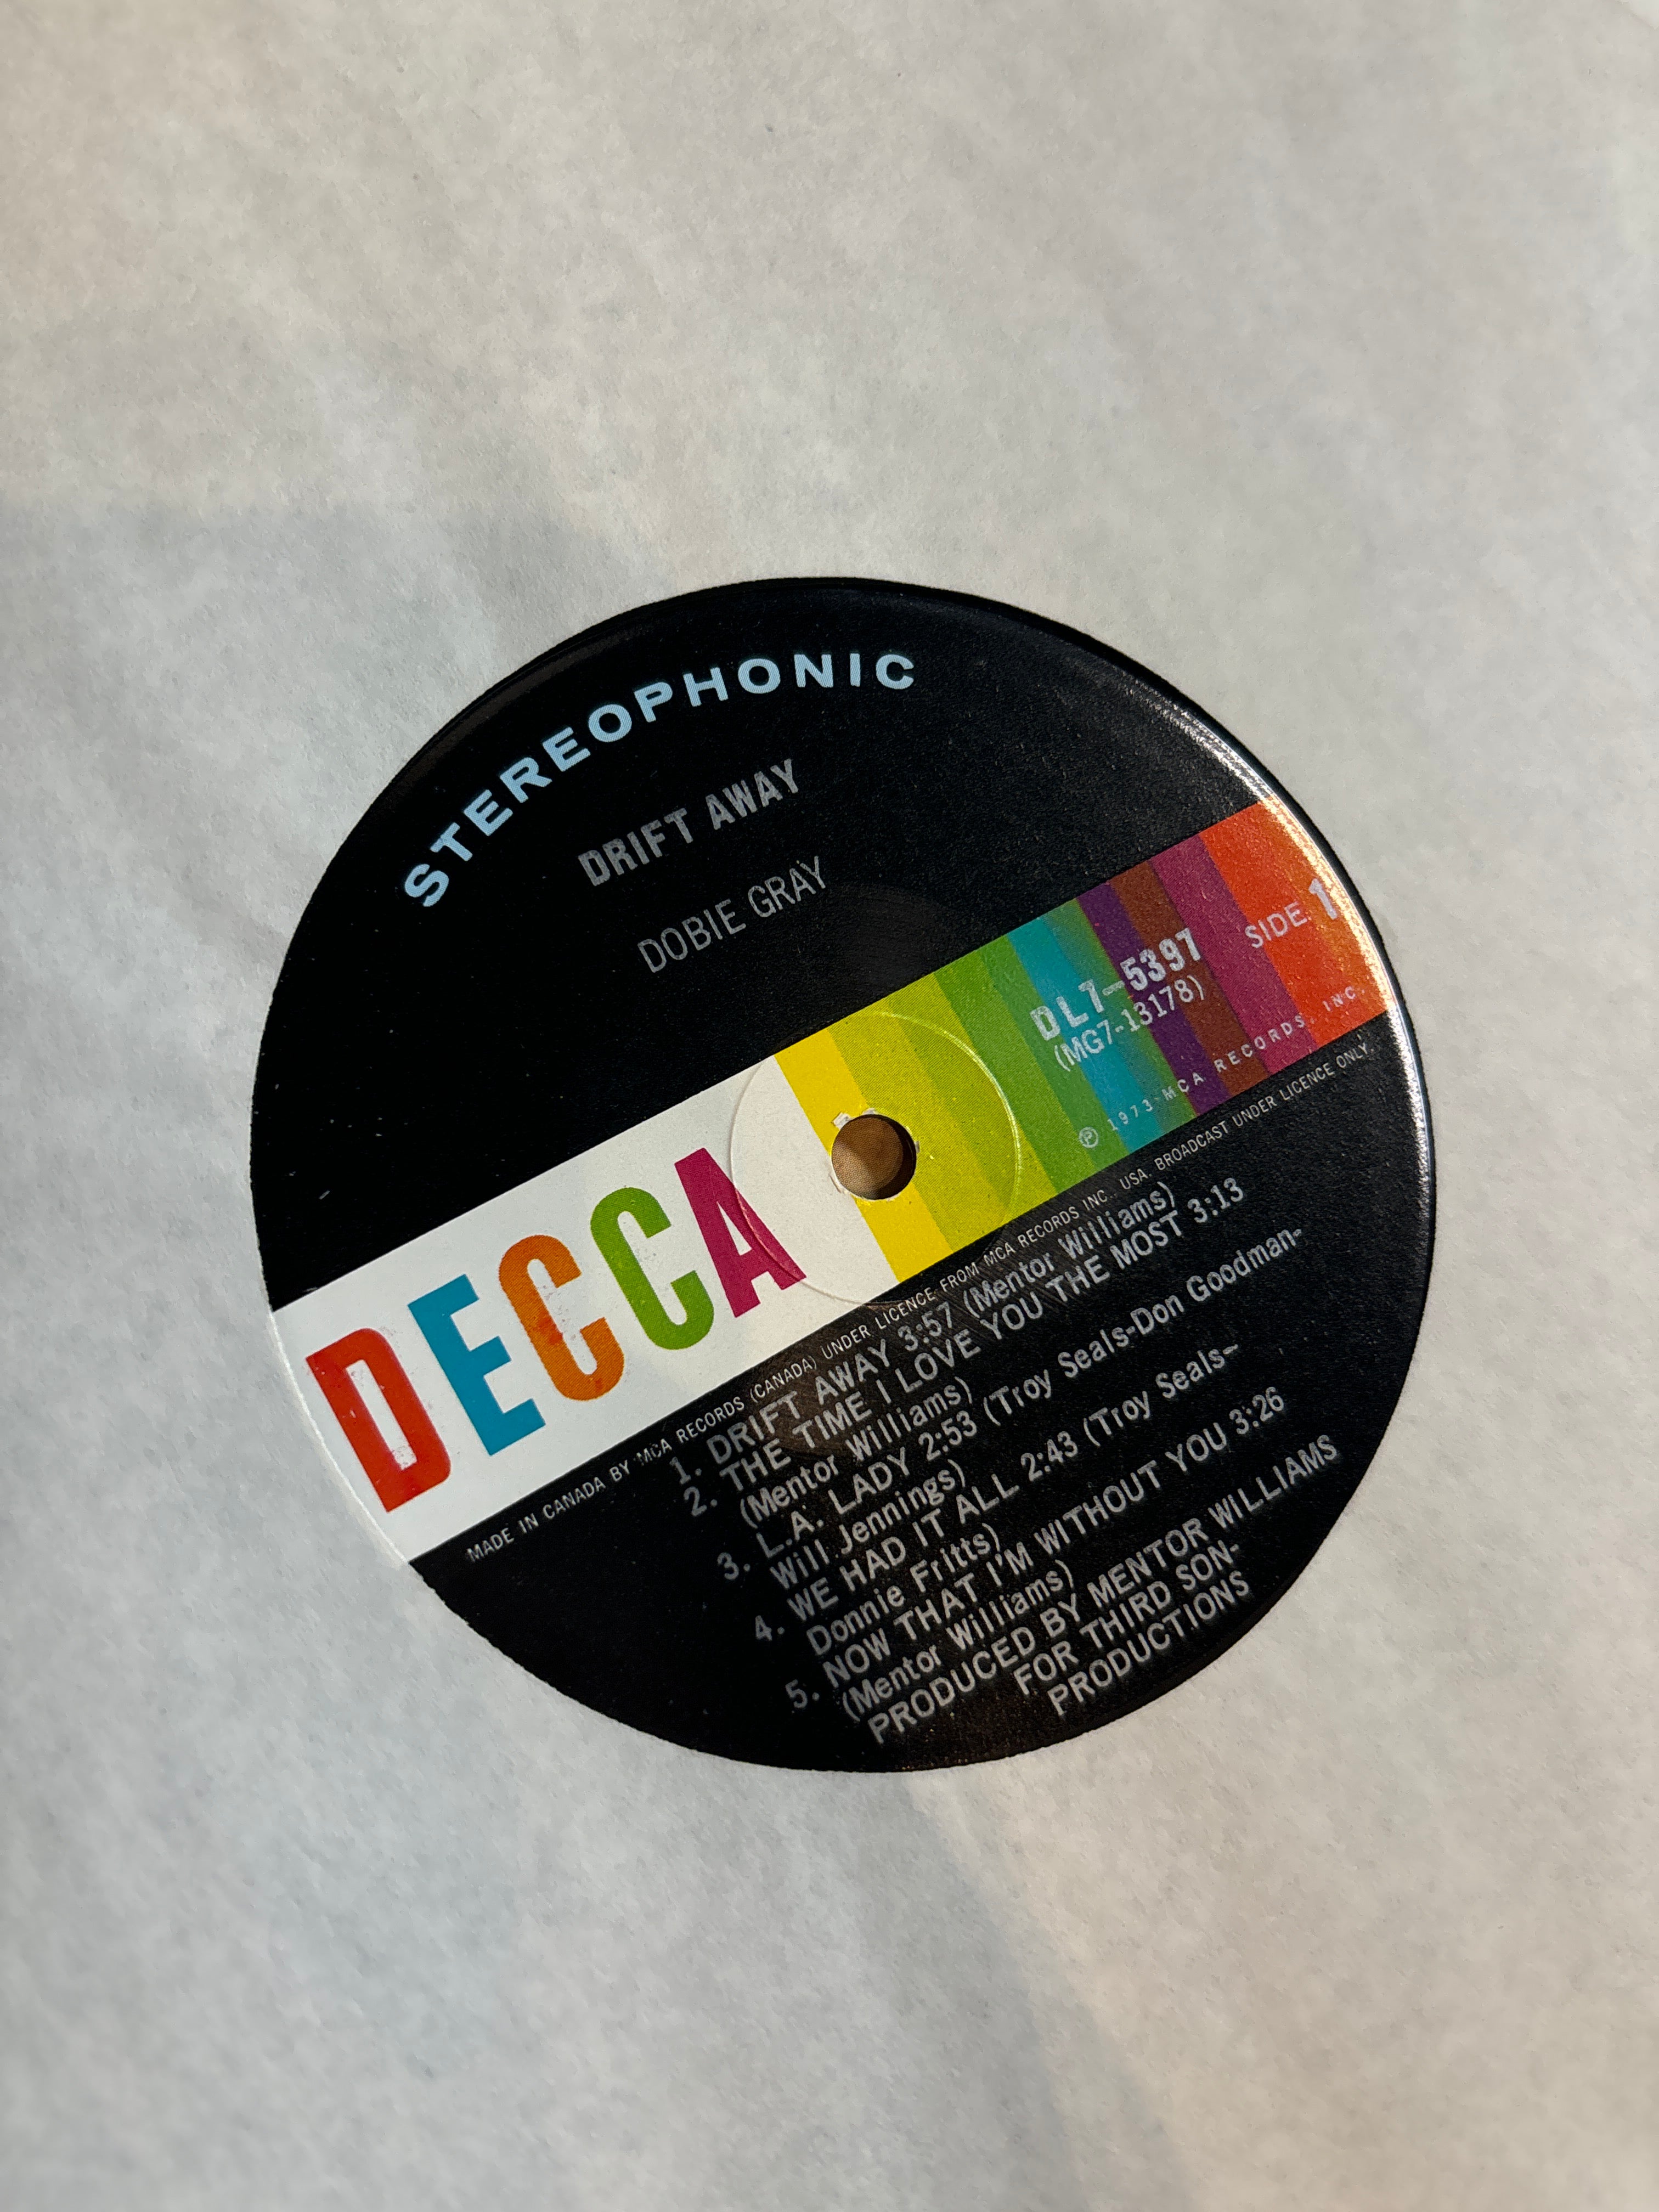 STEREOPHONIC
DRIFT AWAY
DOBIE GRAY
SIDE 1
DL7-5397
(MG7-13178)
℗ 1973 MCA RECORDS, INC.
DECCA
MADE IN CANADA BY MCA RECORDS (CANADA) UNDER LICENCE FROM MCA RECORDS INC., USA. BROADCAST UNDER LICENCE ONLY.
1. DRIFT AWAY 3:57 (Mentor Williams)
2. THE TIME I LOVE YOU THE MOST 3:13
(Mentor Williams)
3. L.A. LADY 2:53 (Troy Seals-Don Goodman-
Will Jennings)
4. WE HAD IT ALL 2:43 (Troy Seals-
Donnie Fritts)
5. NOW THAT I'M WITHOUT YOU 3:26
(Mentor Williams)
PRODUCED BY MENTOR WILLIAMS
FOR THIRD SON-
PRODUCTIONS